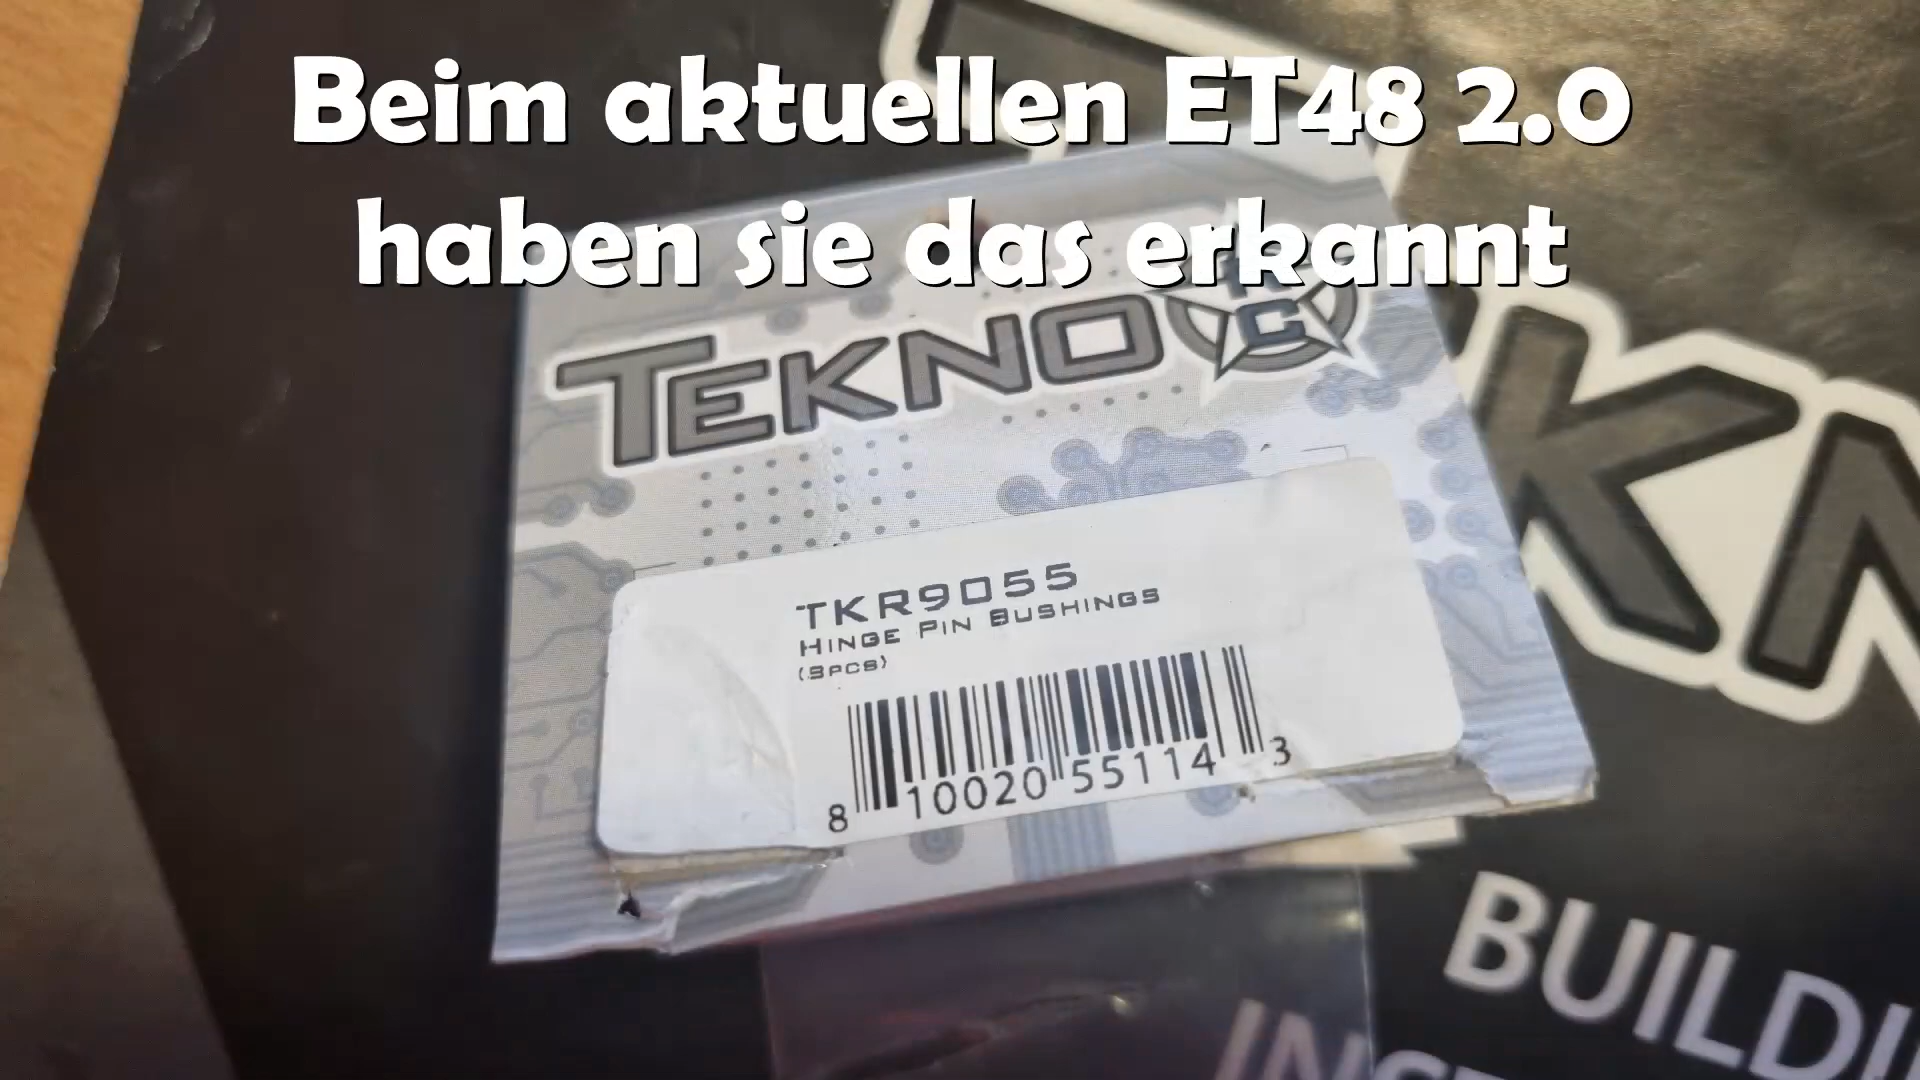 Beim aktuellen ET48 2.0
haben sie das erkannt
TEKNO RC
TKR9055
HINGE PIN BUSHINGS
8 10020 55114 3
BUILDI